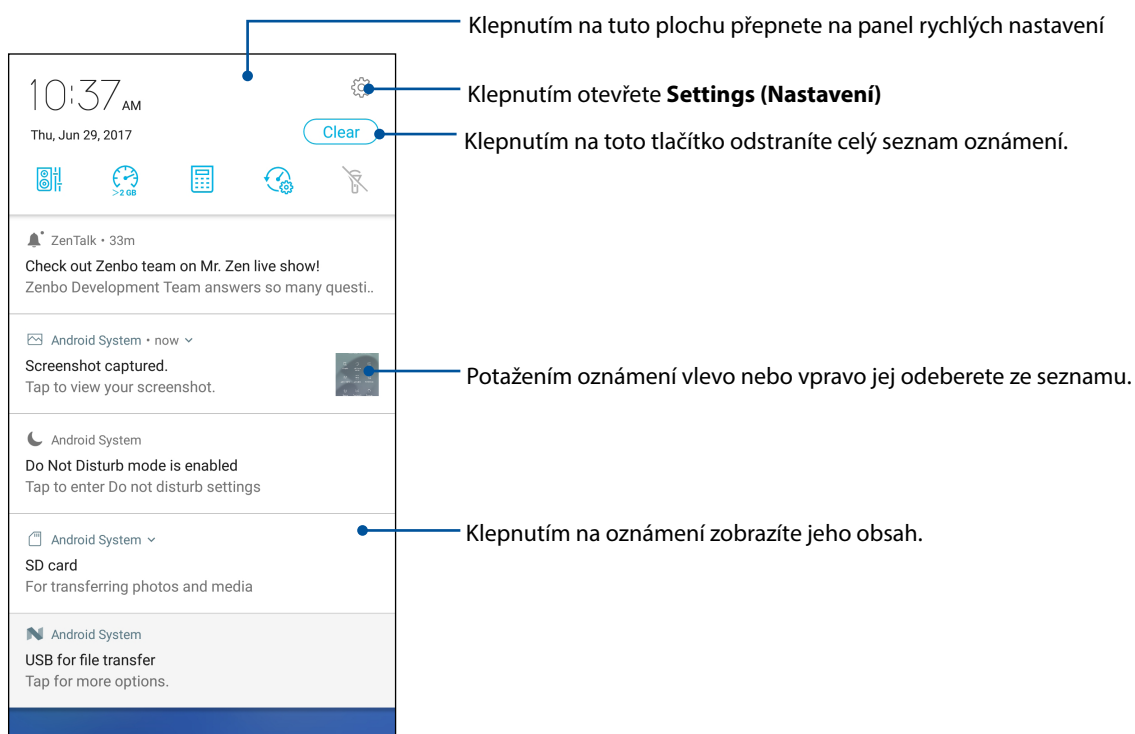 Klepnutím na tuto plochu přepnete na panel rychlých nastavení
10:37 AM
Klepnutím otevřete Settings (Nastavení)
Thu, Jun 29, 2017
Clear
Klepnutím na toto tlačítko odstraníte celý seznam oznámení.
>2 GB
ZenTalk • 33m
Check out Zenbo team on Mr. Zen live show!
Zenbo Development Team answers so many questi..
Android System • now
Screenshot captured.
Tap to view your screenshot.
Potažením oznámení vlevo nebo vpravo jej odeberete ze seznamu.
Android System
Do Not Disturb mode is enabled
Tap to enter Do not disturb settings
Klepnutím na oznámení zobrazíte jeho obsah.
Android System
SD card
For transferring photos and media
Android System
USB for file transfer
Tap for more options.